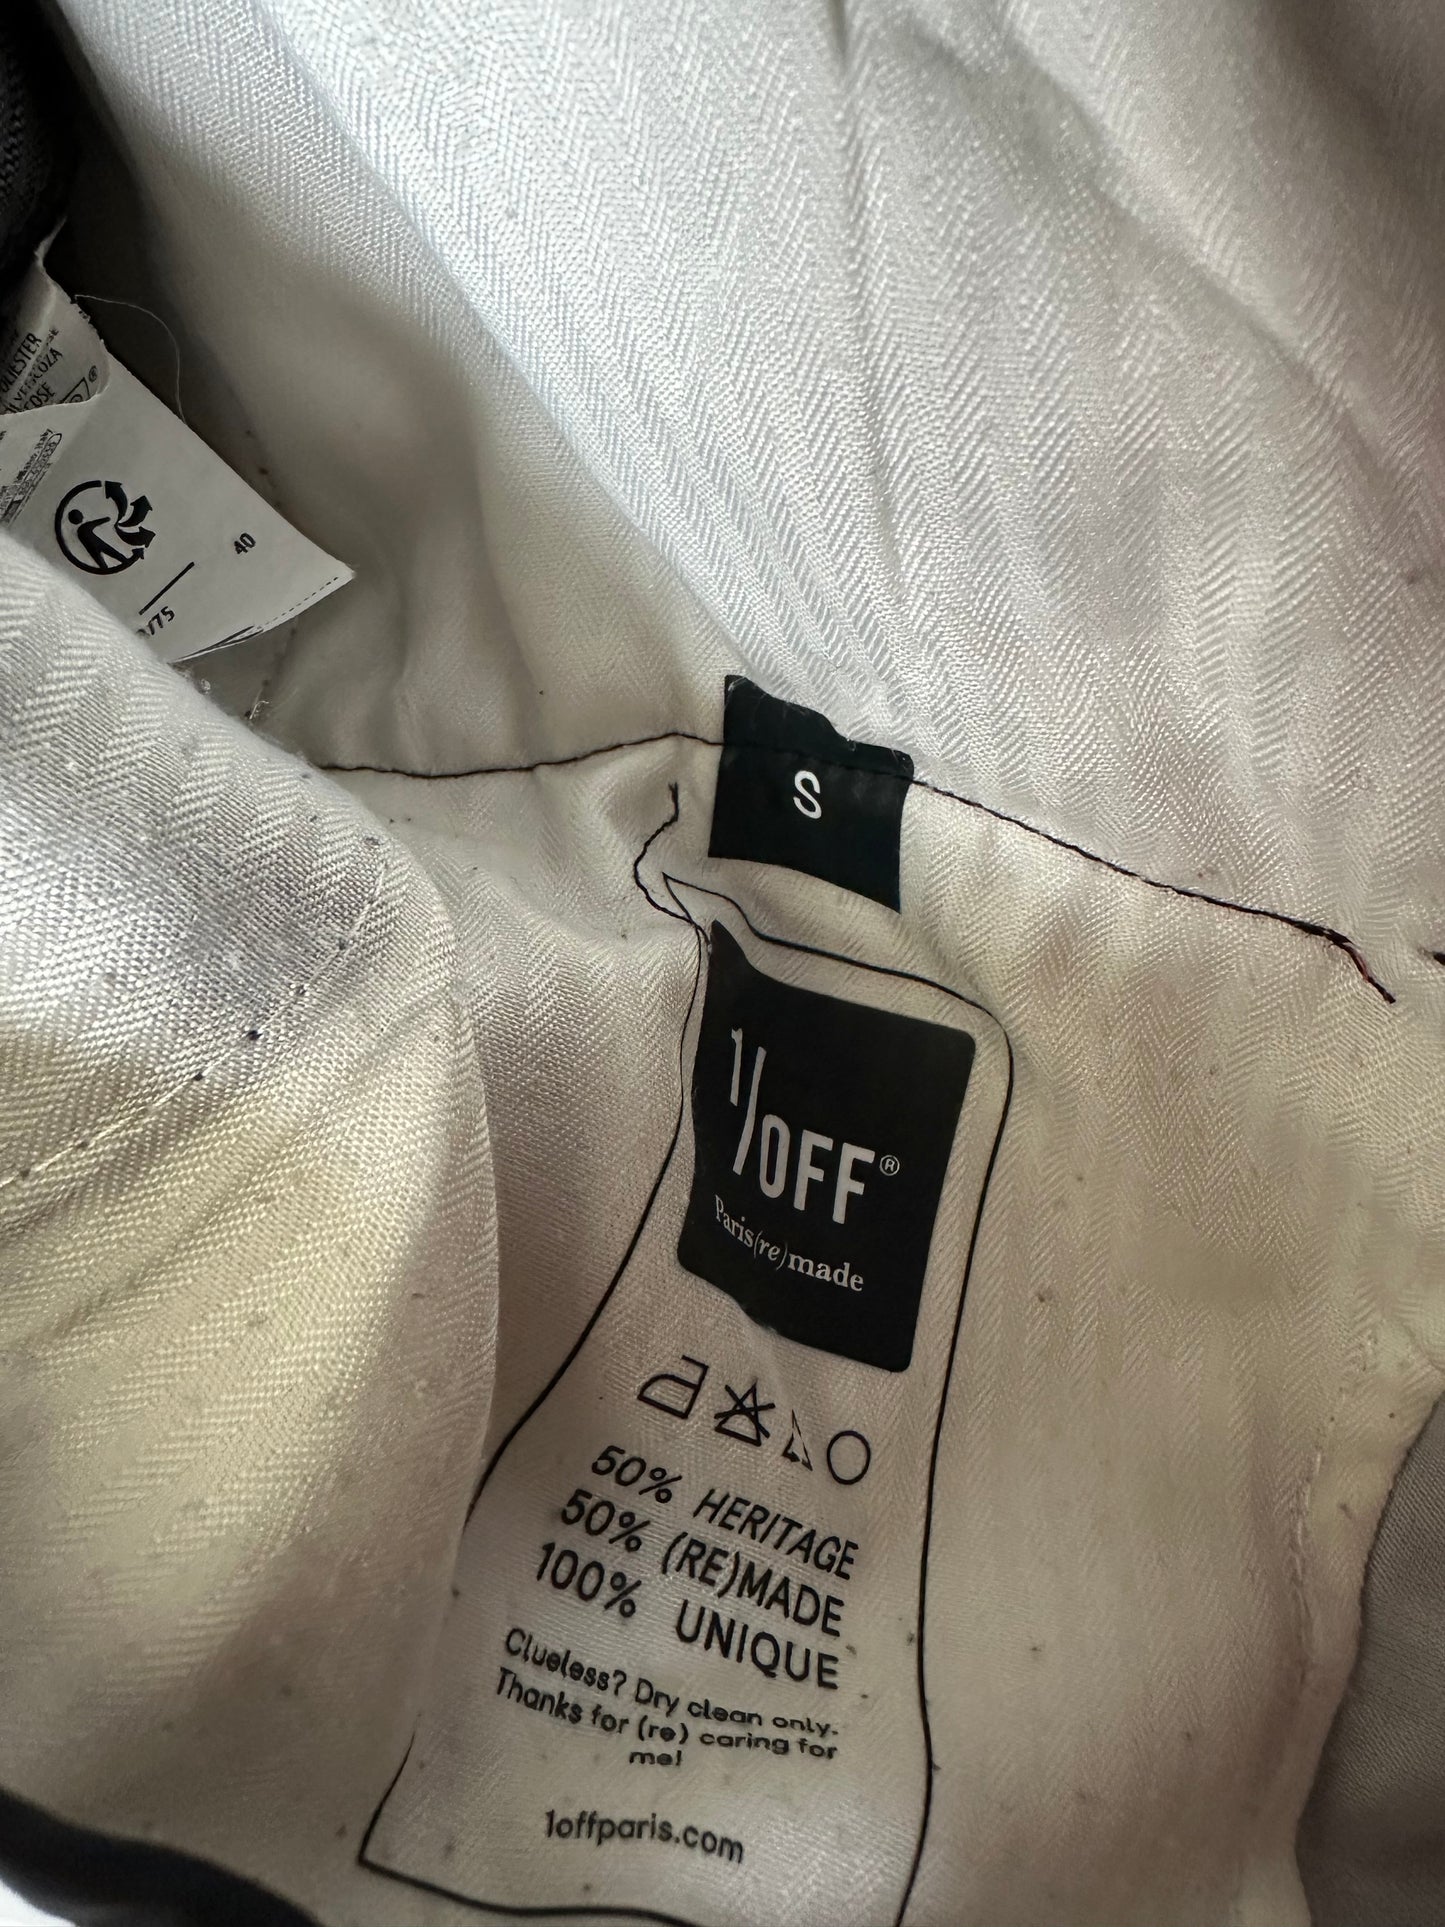 40
S
1/OFF®
Paris(re)made
50% HERITAGE
50% (RE)MADE
100% UNIQUE
Clueless? Dry clean only.
Thanks for (re) caring for
me!
1offparis.com